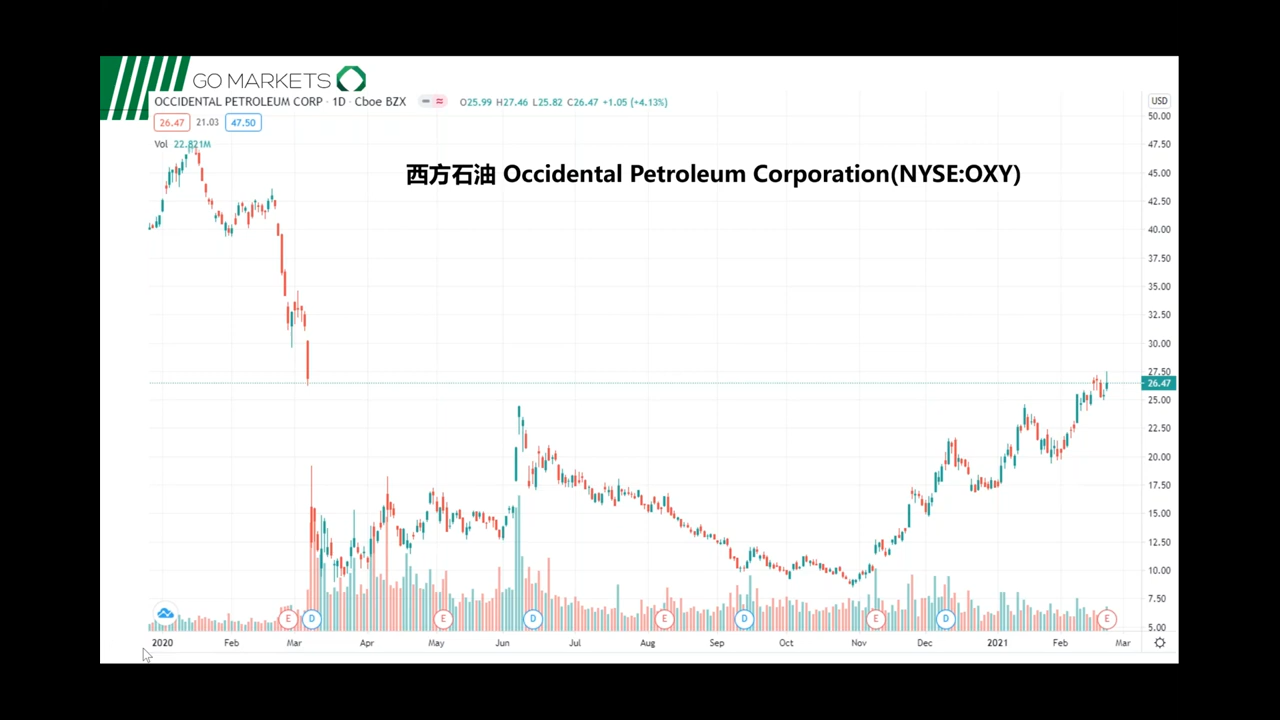 GO MARKETS
OCCIDENTAL PETROLEUM CORP · 1D · Cboe BZX O25.99 H27.46 L25.82 C26.47 +1.05 (+4.13%)
USD
26.47 21.03 47.50
Vol 22.821M
西方石油 Occidental Petroleum Corporation(NYSE:OXY)
50.00
47.50
45.00
42.50
40.00
37.50
35.00
32.50
30.00
27.50
26.47
25.00
22.50
20.00
17.50
15.00
12.50
10.00
7.50
5.00
E D E D E D E D E
2020 Feb Mar Apr May Jun Jul Aug Sep Oct Nov Dec 2021 Feb Mar